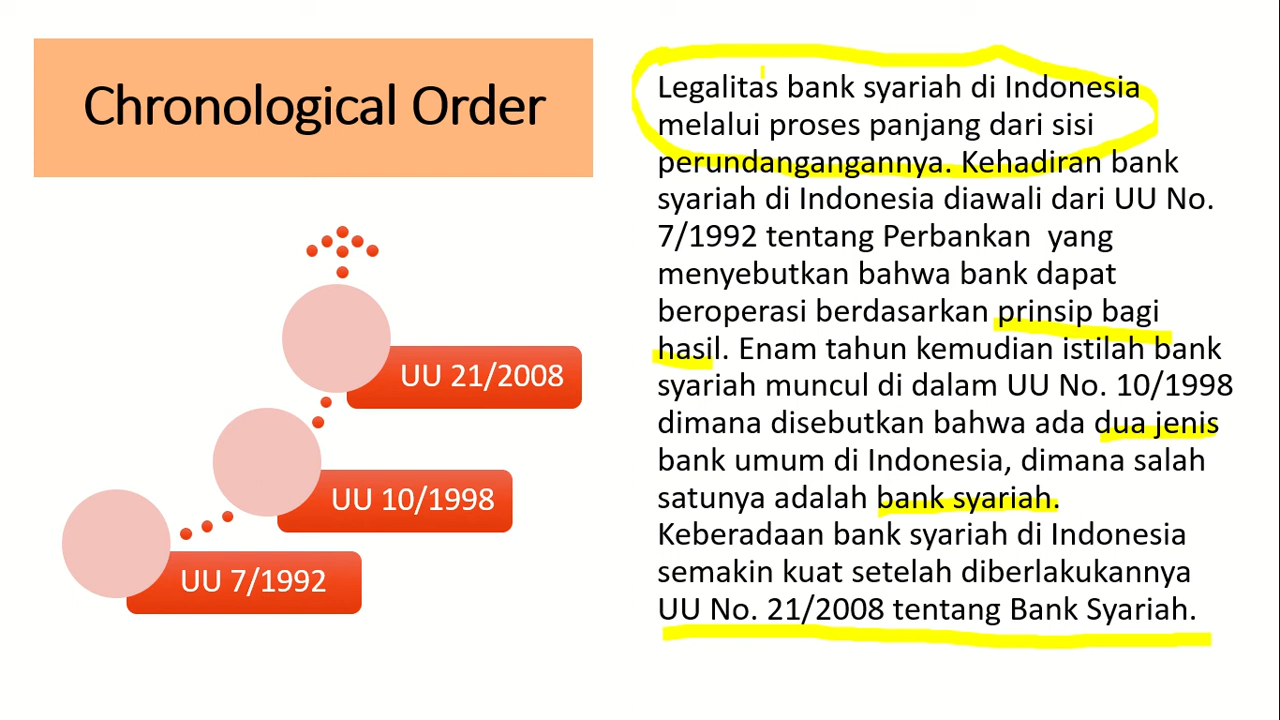 Chronological Order
UU 21/2008
UU 10/1998
UU 7/1992
Legalitas bank syariah di Indonesia
melalui proses panjang dari sisi
perundangangannya. Kehadiran bank
syariah di Indonesia diawali dari UU No.
7/1992 tentang Perbankan yang
menyebutkan bahwa bank dapat
beroperasi berdasarkan prinsip bagi
hasil. Enam tahun kemudian istilah bank
syariah muncul di dalam UU No. 10/1998
dimana disebutkan bahwa ada dua jenis
bank umum di Indonesia, dimana salah
satunya adalah bank syariah.
Keberadaan bank syariah di Indonesia
semakin kuat setelah diberlakukannya
UU No. 21/2008 tentang Bank Syariah.